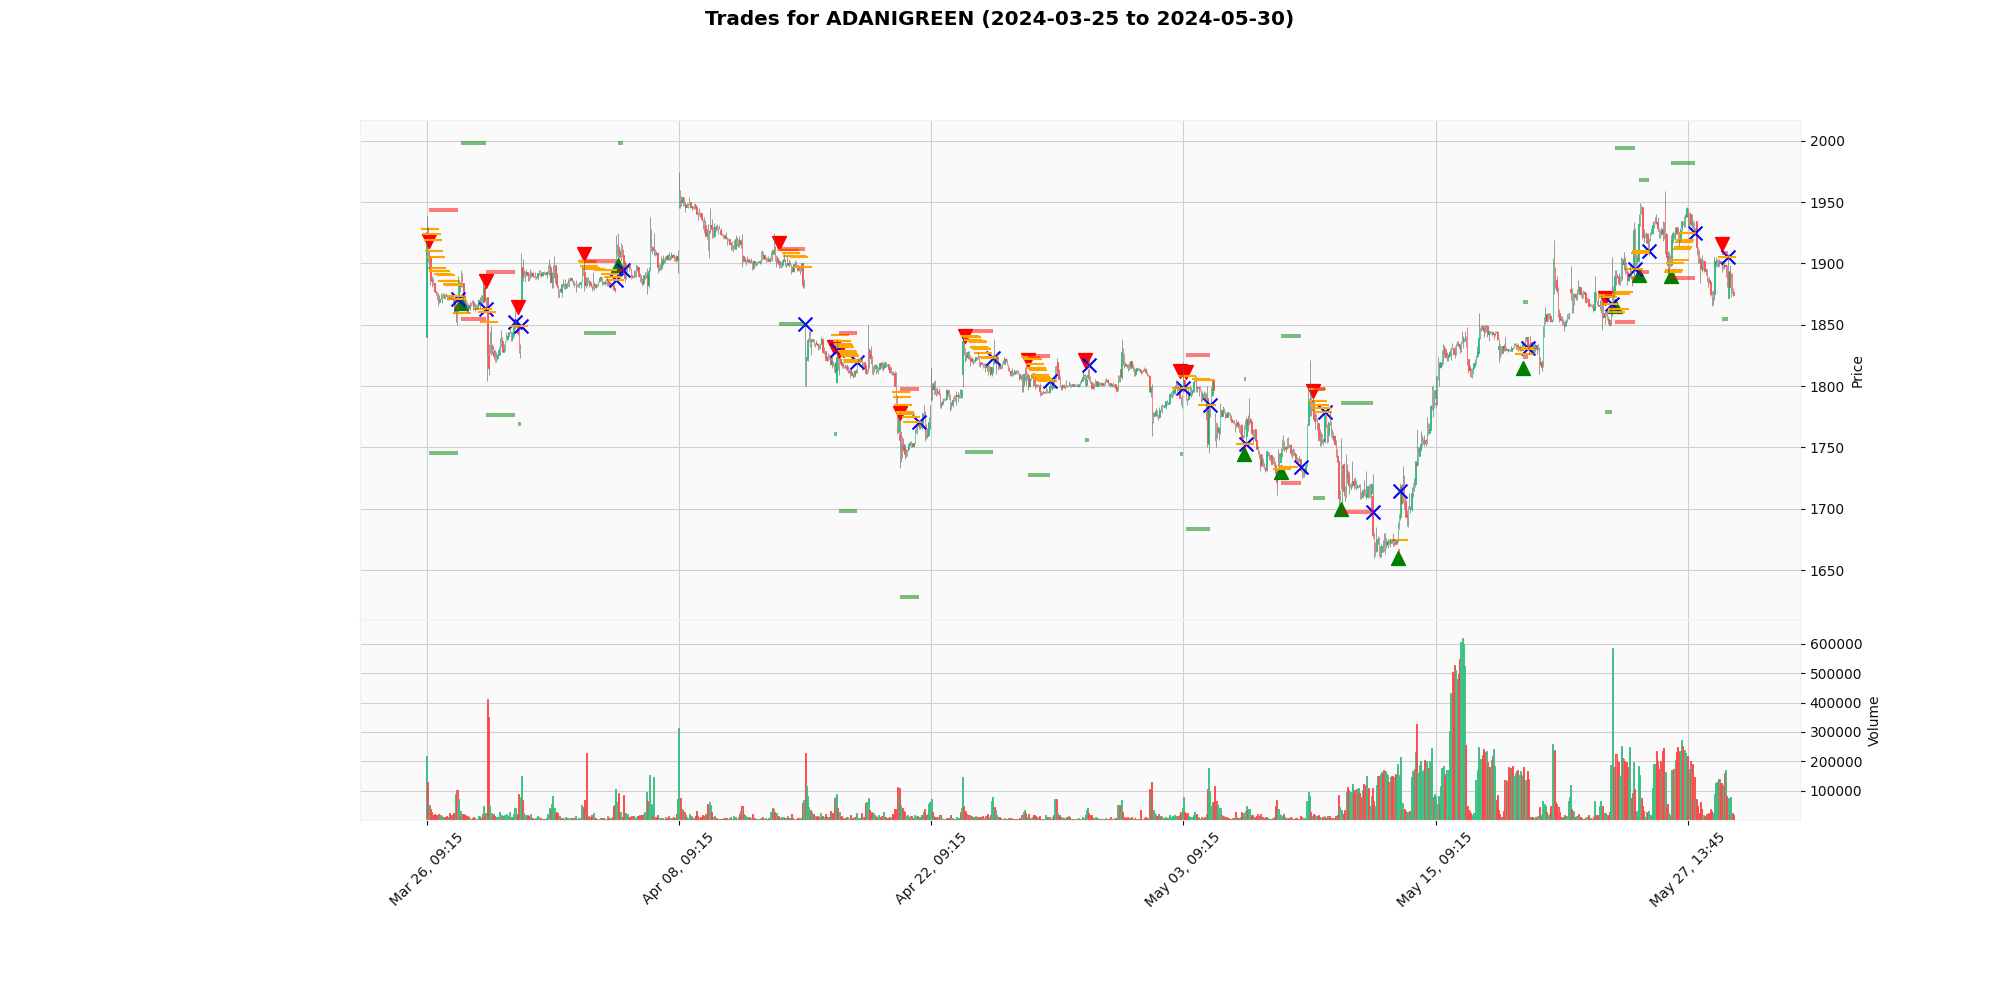 Trades for ADANIGREEN (2024-03-25 to 2024-05-30)
2000
1950
1900
1850
1800
1750
1700
1650
Price
600000
500000
400000
300000
200000
100000
Volume
Mar 26, 09:15
Apr 08, 09:15
Apr 22, 09:15
May 03, 09:15
May 15, 09:15
May 27, 13:45